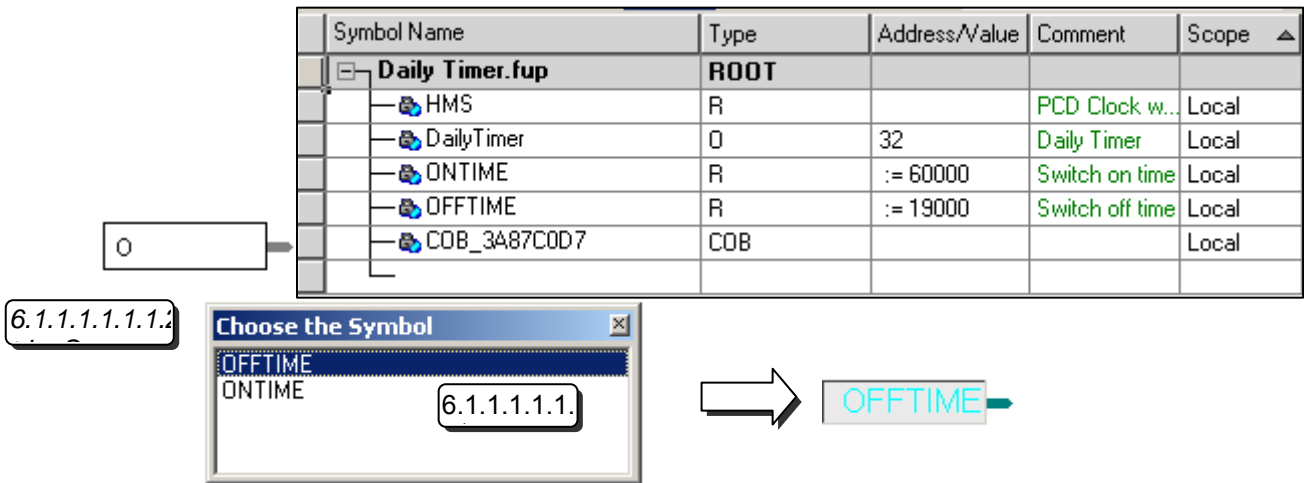 Symbol Name Type Address/Value Comment Scope
Daily Timer.fup ROOT
HMS R PCD Clock w... Local
DailyTimer O 32 Daily Timer Local
ONTIME R := 60000 Switch on time Local
OFFTIME R := 19000 Switch off time Local
COB_3A87C0D7 COB Local
O
6.1.1.1.1.1.1.2
Choose the Symbol
OFFTIME
ONTIME
6.1.1.1.1.1.
OFFTIME